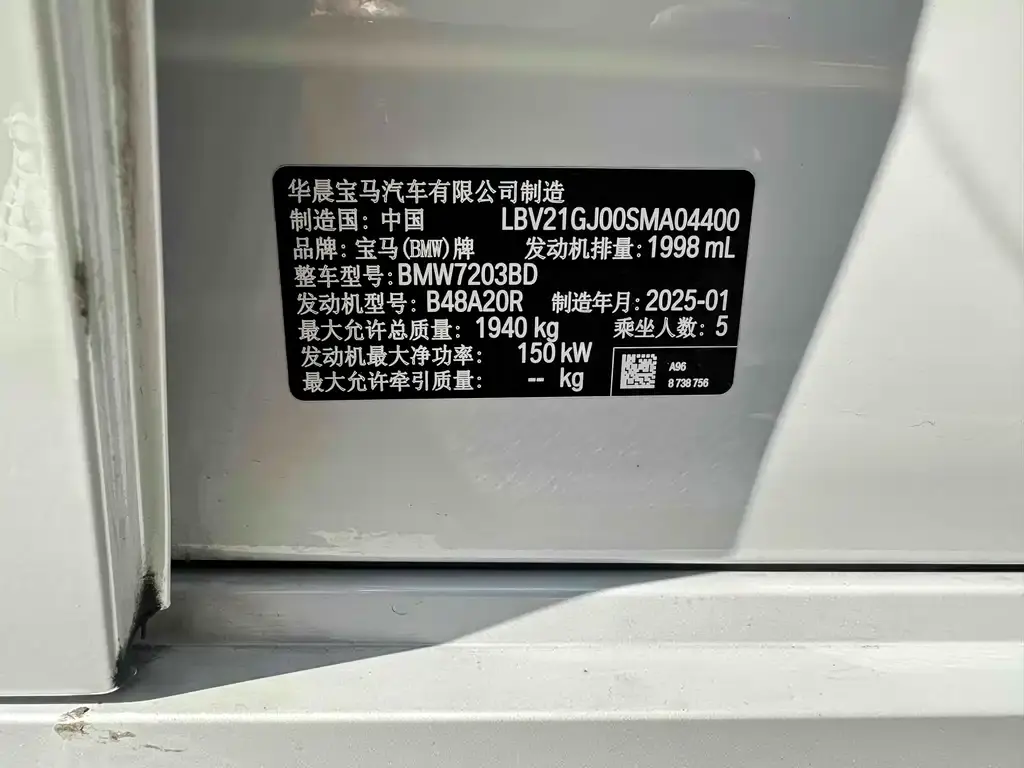 华晨宝马汽车有限公司制造
制造国: 中国 LBV21GJ00SMA04400
品牌: 宝马(BMW)牌 发动机排量: 1998 mL
整车型号: BMW7203BD
发动机型号: B48A20R 制造年月: 2025-01
最大允许总质量: 1940 kg 乘坐人数: 5
发动机最大净功率: 150 kW
最大允许牵引质量: -- kg
A96
8 738 756